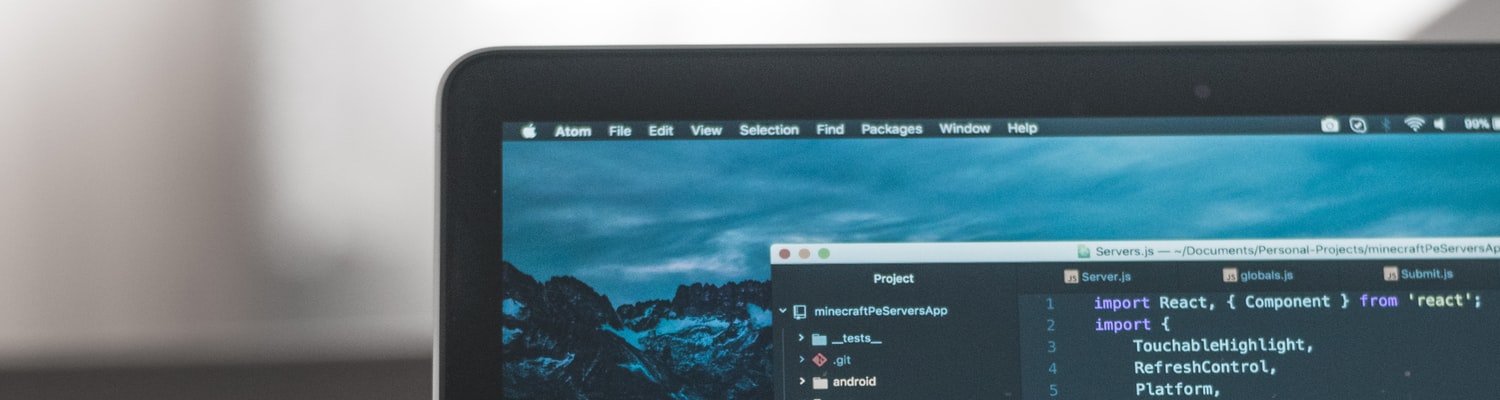 Atom File Edit View Selection Find Packages Window Help 99%
Servers.js — ~/Documents/Personal-Projects/minecraftPeServersAp
Project
Server.js globals.js Submit.js
minecraftPeServersApp
__tests__
.git
android
1 import React, { Component } from 'react';
2 import {
3 TouchableHighlight,
4 RefreshControl,
5 Platform,